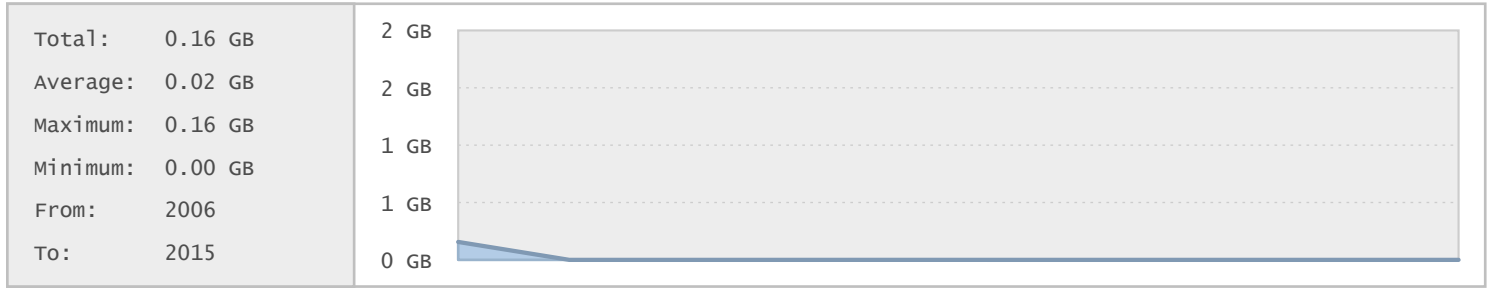 Total: 0.16 GB
Average: 0.02 GB
Maximum: 0.16 GB
Minimum: 0.00 GB
From: 2006
To: 2015
2 GB
2 GB
1 GB
1 GB
0 GB